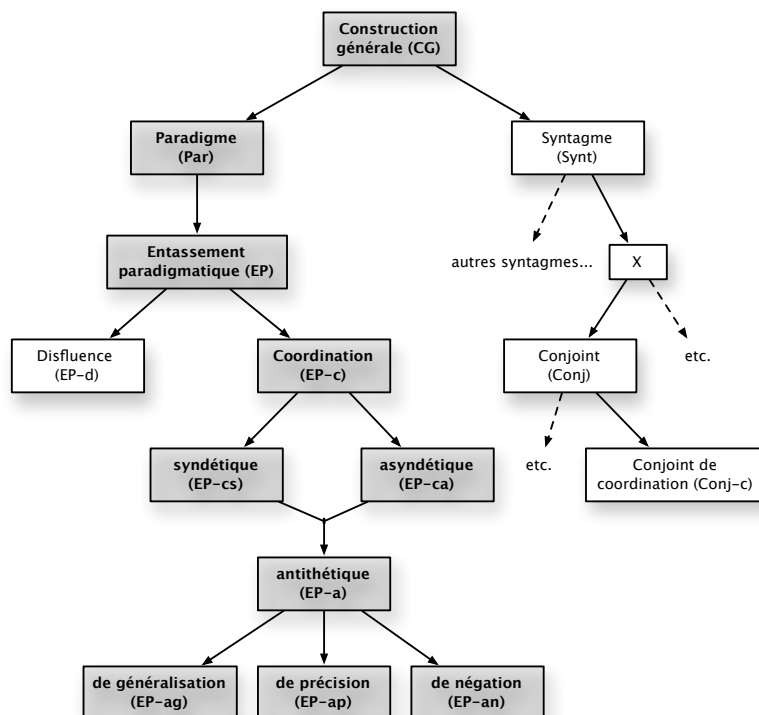 Construction
générale (CG)
Paradigme
(Par)
Syntagme
(Synt)
Entassement
paradigmatique (EP)
autres syntagmes...
X
Disfluence
(EP-d)
Coordination
(EP-c)
Conjoint
(Conj)
etc.
syndétique
(EP-cs)
asyndétique
(EP-ca)
etc.
Conjoint de
coordination (Conj-c)
antithétique
(EP-a)
de généralisation
(EP-ag)
de précision
(EP-ap)
de négation
(EP-an)